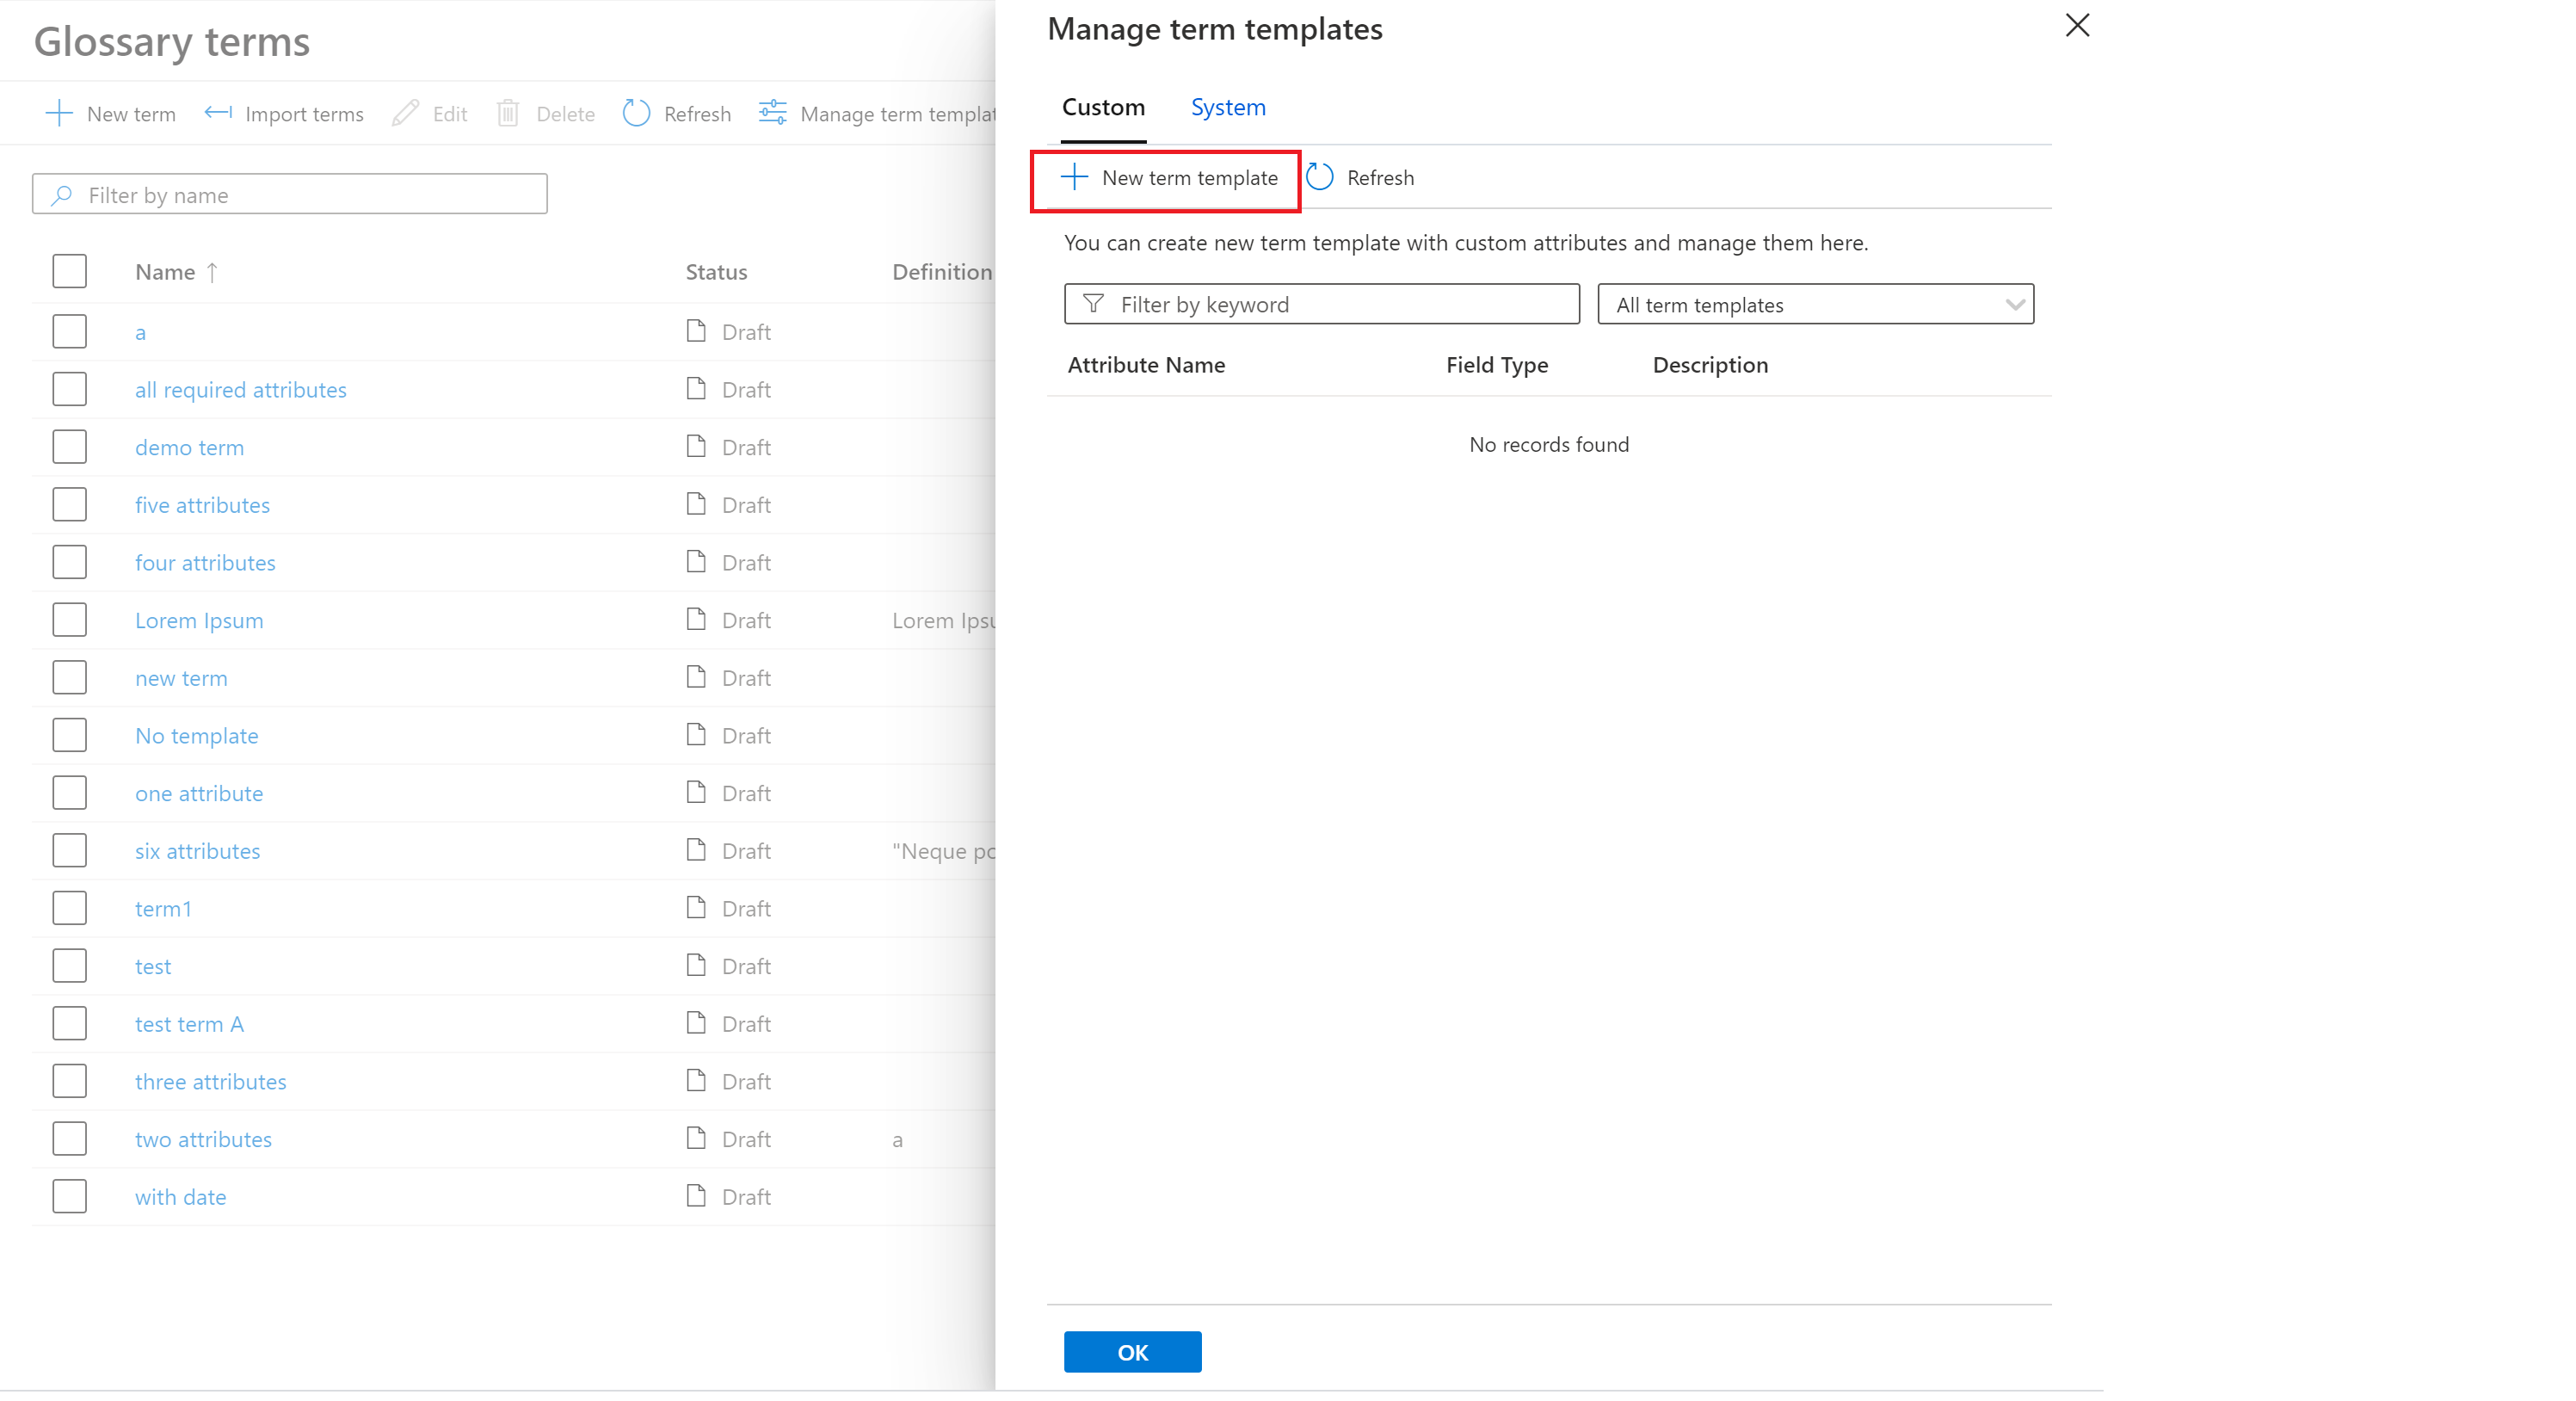 Glossary terms
New term Import terms Edit Delete Refresh Manage term templat
Filter by name
Name Status Definition
a Draft
all required attributes Draft
demo term Draft
five attributes Draft
four attributes Draft
Lorem Ipsum Draft Lorem Ipsu
new term Draft
No template Draft
one attribute Draft
six attributes Draft "Neque po
term1 Draft
test Draft
test term A Draft
three attributes Draft
two attributes Draft a
with date Draft
Manage term templates
Custom System
New term template Refresh
You can create new term template with custom attributes and manage them here.
Filter by keyword All term templates
Attribute Name Field Type Description
No records found
OK